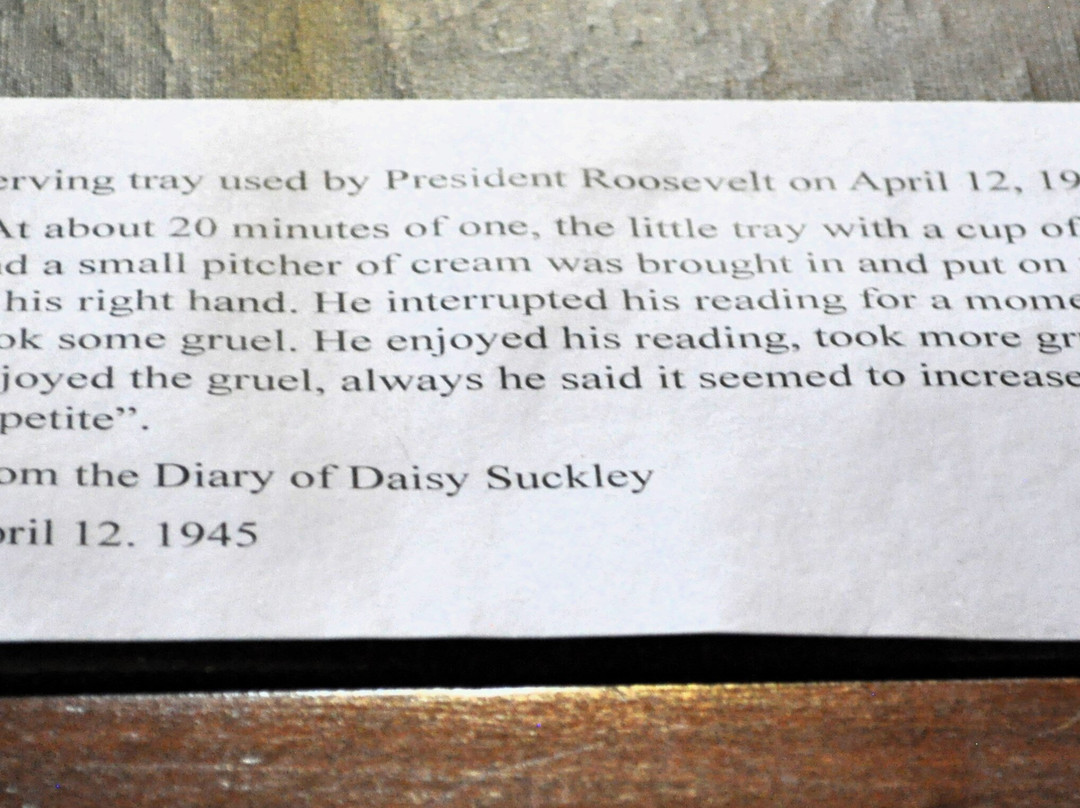 erving tray used by President Roosevelt on April 12, 19
At about 20 minutes of one, the little tray with a cup of
nd a small pitcher of cream was brought in and put on
his right hand. He interrupted his reading for a mome
ok some gruel. He enjoyed his reading, took more gr
joyed the gruel, always he said it seemed to increase
petite”.
om the Diary of Daisy Suckley
pril 12. 1945